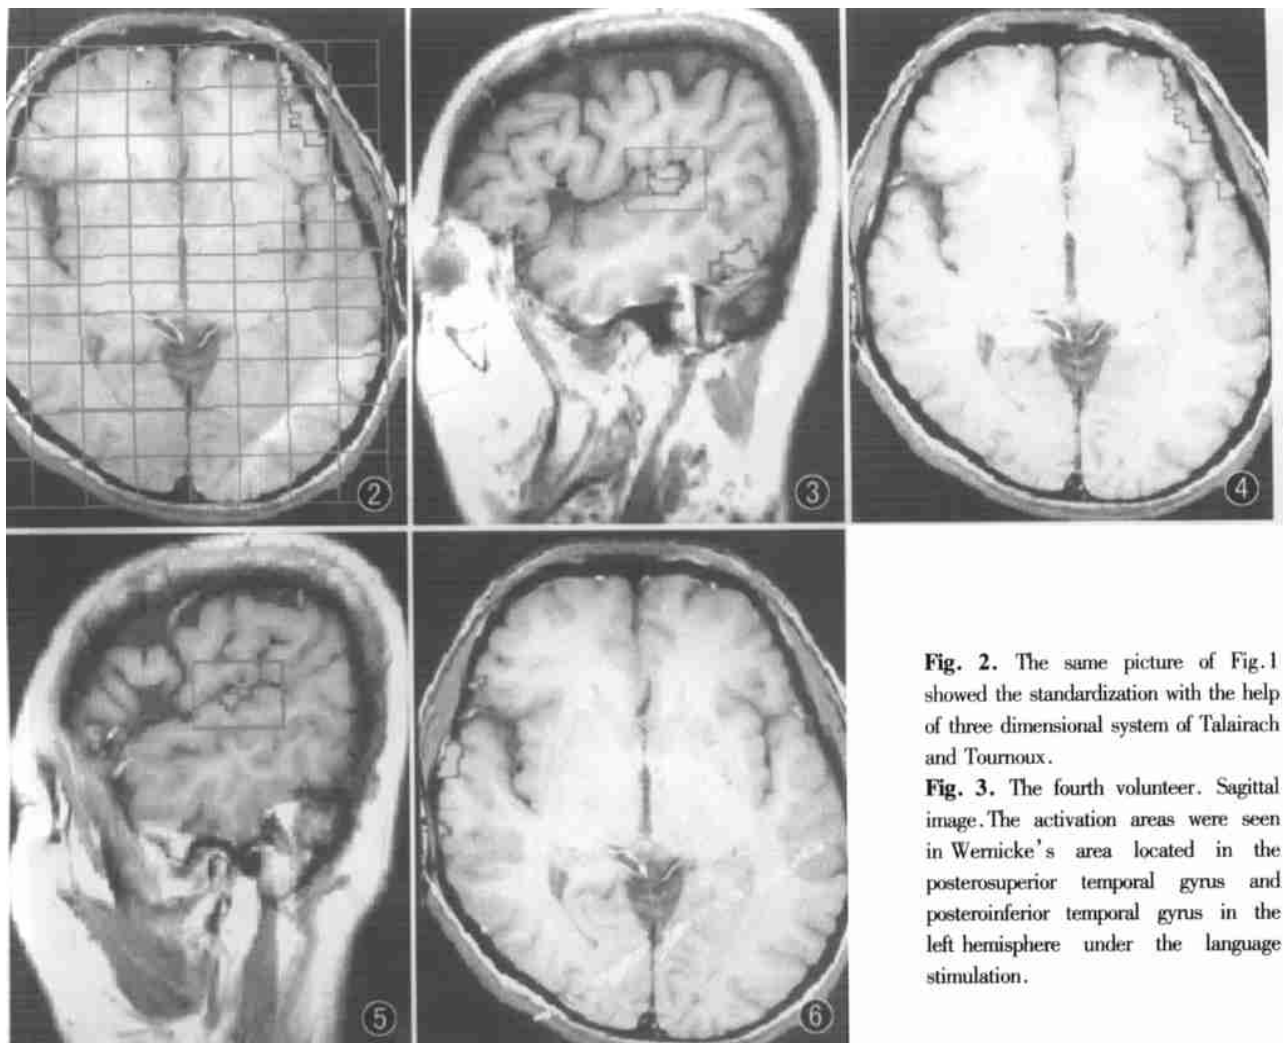 2
3
4
5
6
Fig. 2. The same picture of Fig.1
showed the standardization with the help
of three dimensional system of Talairach
and Tournoux.
Fig. 3. The fourth volunteer. Sagittal
image.The activation areas were seen
in Wernicke's area located in the
posterosuperior temporal gyrus and
posteroinferior temporal gyrus in the
left hemisphere under the language
stimulation.